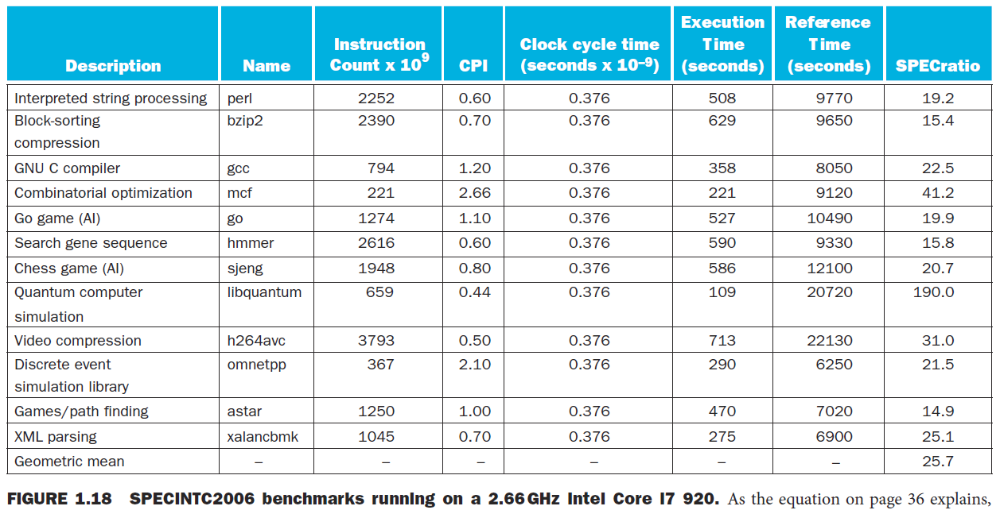 Description Name Instruction Count x 10^9 CPI Clock cycle time (seconds x 10^–9) Execution Time (seconds) Reference Time (seconds) SPECratio
Interpreted string processing perl 2252 0.60 0.376 508 9770 19.2
Block-sorting compression bzip2 2390 0.70 0.376 629 9650 15.4
GNU C compiler gcc 794 1.20 0.376 358 8050 22.5
Combinatorial optimization mcf 221 2.66 0.376 221 9120 41.2
Go game (AI) go 1274 1.10 0.376 527 10490 19.9
Search gene sequence hmmer 2616 0.60 0.376 590 9330 15.8
Chess game (AI) sjeng 1948 0.80 0.376 586 12100 20.7
Quantum computer simulation libquantum 659 0.44 0.376 109 20720 190.0
Video compression h264avc 3793 0.50 0.376 713 22130 31.0
Discrete event simulation library omnetpp 367 2.10 0.376 290 6250 21.5
Games/path finding astar 1250 1.00 0.376 470 7020 14.9
XML parsing xalancbmk 1045 0.70 0.376 275 6900 25.1
Geometric mean – – – – – – 25.7
FIGURE 1.18 SPECINTC2006 benchmarks running on a 2.66 GHz Intel Core i7 920. As the equation on page 36 explains,